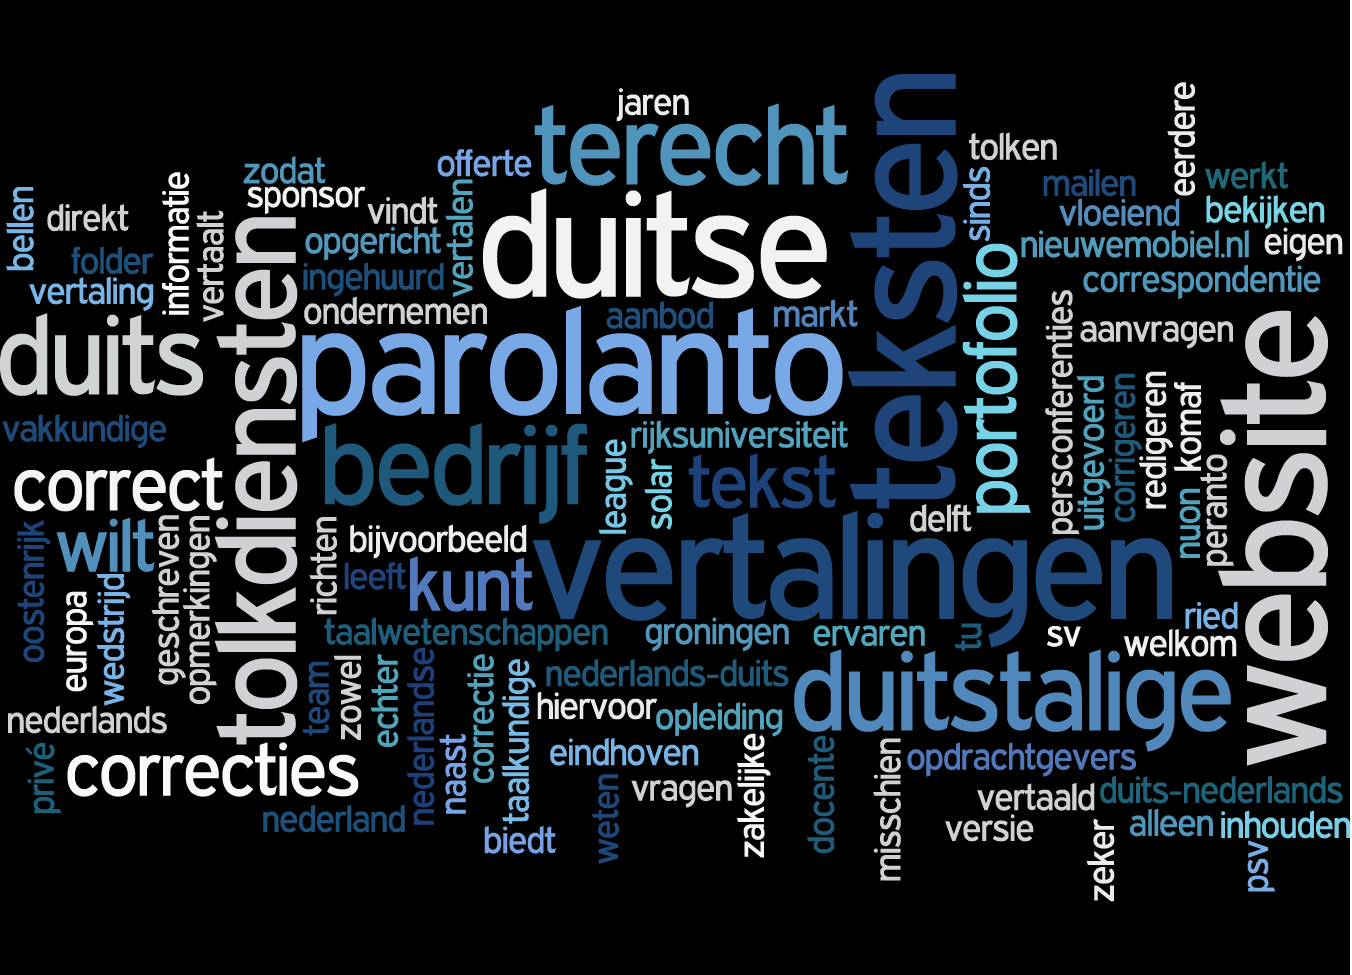 jaren
terecht
teksten
tolken
eerdere
offerte
zodat
sponsor
vindt
vertalen
duitse
sinds
mailen
werkt
vloeiend
bekijken
bellen
direkt
informatie
vertaalt
opgericht
nieuwemobiel.nl
eigen
folder
ingehuurd
correspondentie
vertaling
tolkdiensten
ondernemen
aanbod
markt
portofolio
persconferenties
aanvragen
website
duits
parolanto
vakkundige
bedrijf
rijksuniversiteit
uitgevoerd
corrigeren
redigeren
komaf
correct
league
solar
tekst
peranto
nuon
delft
oostenrijk
wilt
geschreven
opmerkingen
richten
bijvoorbeeld
vertalingen
europa
wedstrijd
leeft
kunt
ried
taalwetenschappen
groningen
ervaren
tu
sv
welkom
team
zowel
echter
nederlandse
correctie
taalkundige
nederlands-duits
duitstalige
nederlands
hiervoor
opleiding
privé
correcties
naast
eindhoven
zakelijke
docente
misschien
opdrachtgevers
weten
vragen
vertaald
duits-nederlands
nederland
biedt
versie
zeker
alleen
inhouden
psv